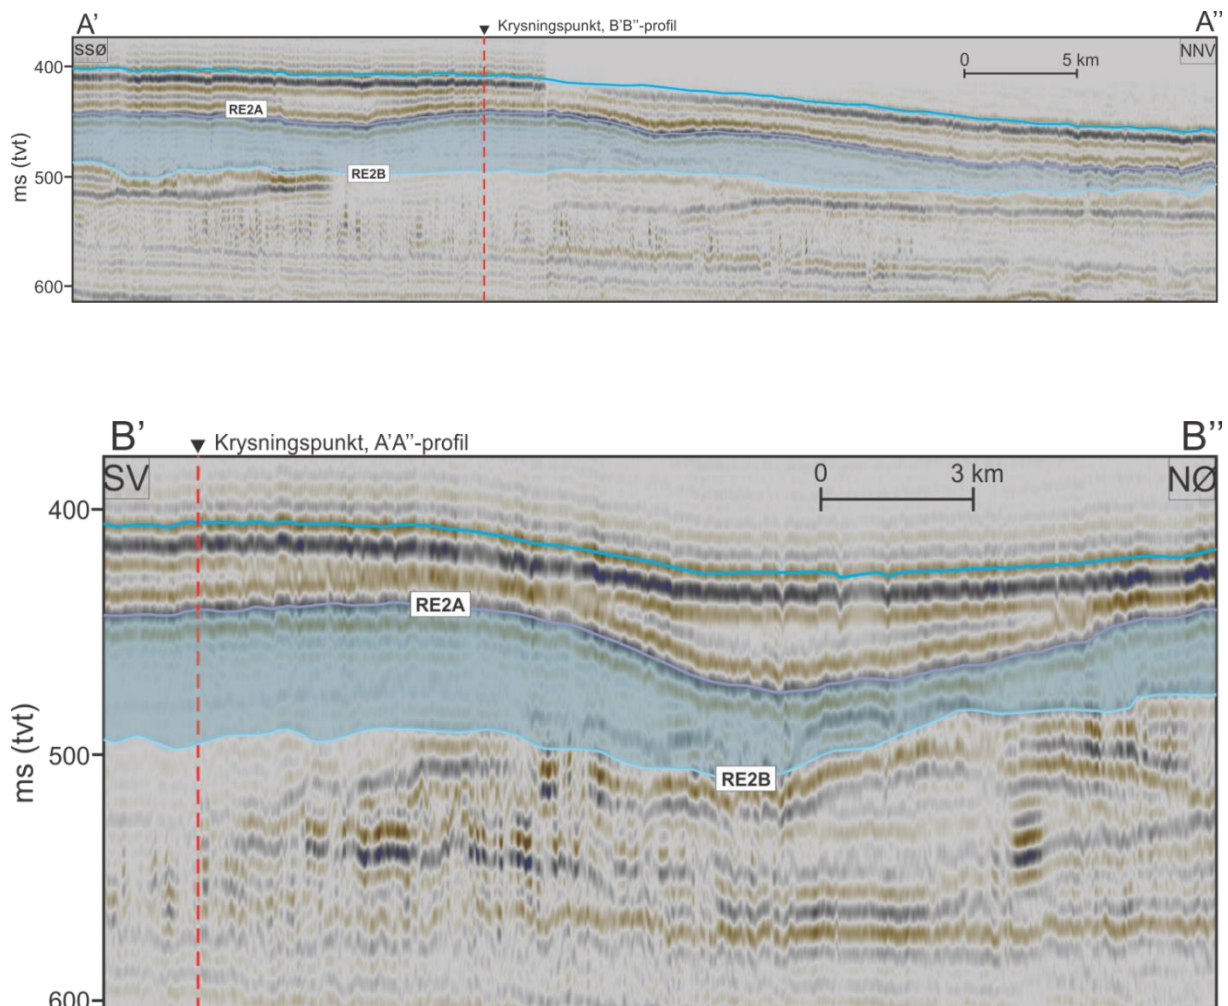 A'
Krysningspunkt, B'B''-profil
A''
SSØ
NNV
0
5 km
400
RE2A
ms (tvt)
500
RE2B
600
B'
Krysningspunkt, A'A''-profil
B''
SV
0
3 km
NØ
400
RE2A
ms (tvt)
500
RE2B
600